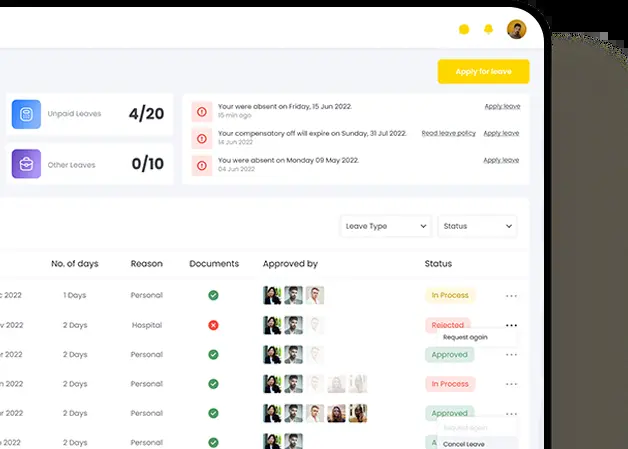 Apply for leave
Unpaid Leaves 4/20
Other Leaves 0/10
Your were absent on Friday, 15 Jun 2022. Apply leave
15 min ago
Your compensatory off will expire on Sunday, 31 Jul 2022. Read leave policy Apply leave
14 Jun 2022
You were absent on Monday 09 May 2022. Apply leave
04 Jun 2022
Leave Type Status
No. of days Reason Documents Approved by Status
c 2022 1 Days Personal In Process ...
v 2022 2 Days Hospital Rejected ...
Request again
r 2022 2 Days Personal Approved ...
n 2022 2 Days Personal In Process ...
r 2022 2 Days Personal Approved ...
Request again
2022 2 Days Personal A
Cancel Leave